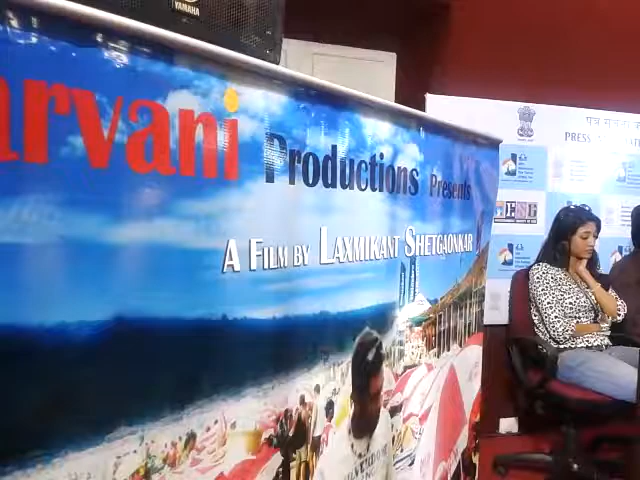 YAMAHA
arvani Productions Presents
A FILM BY LAXMIKANT SHETGAONKAR
PRESS